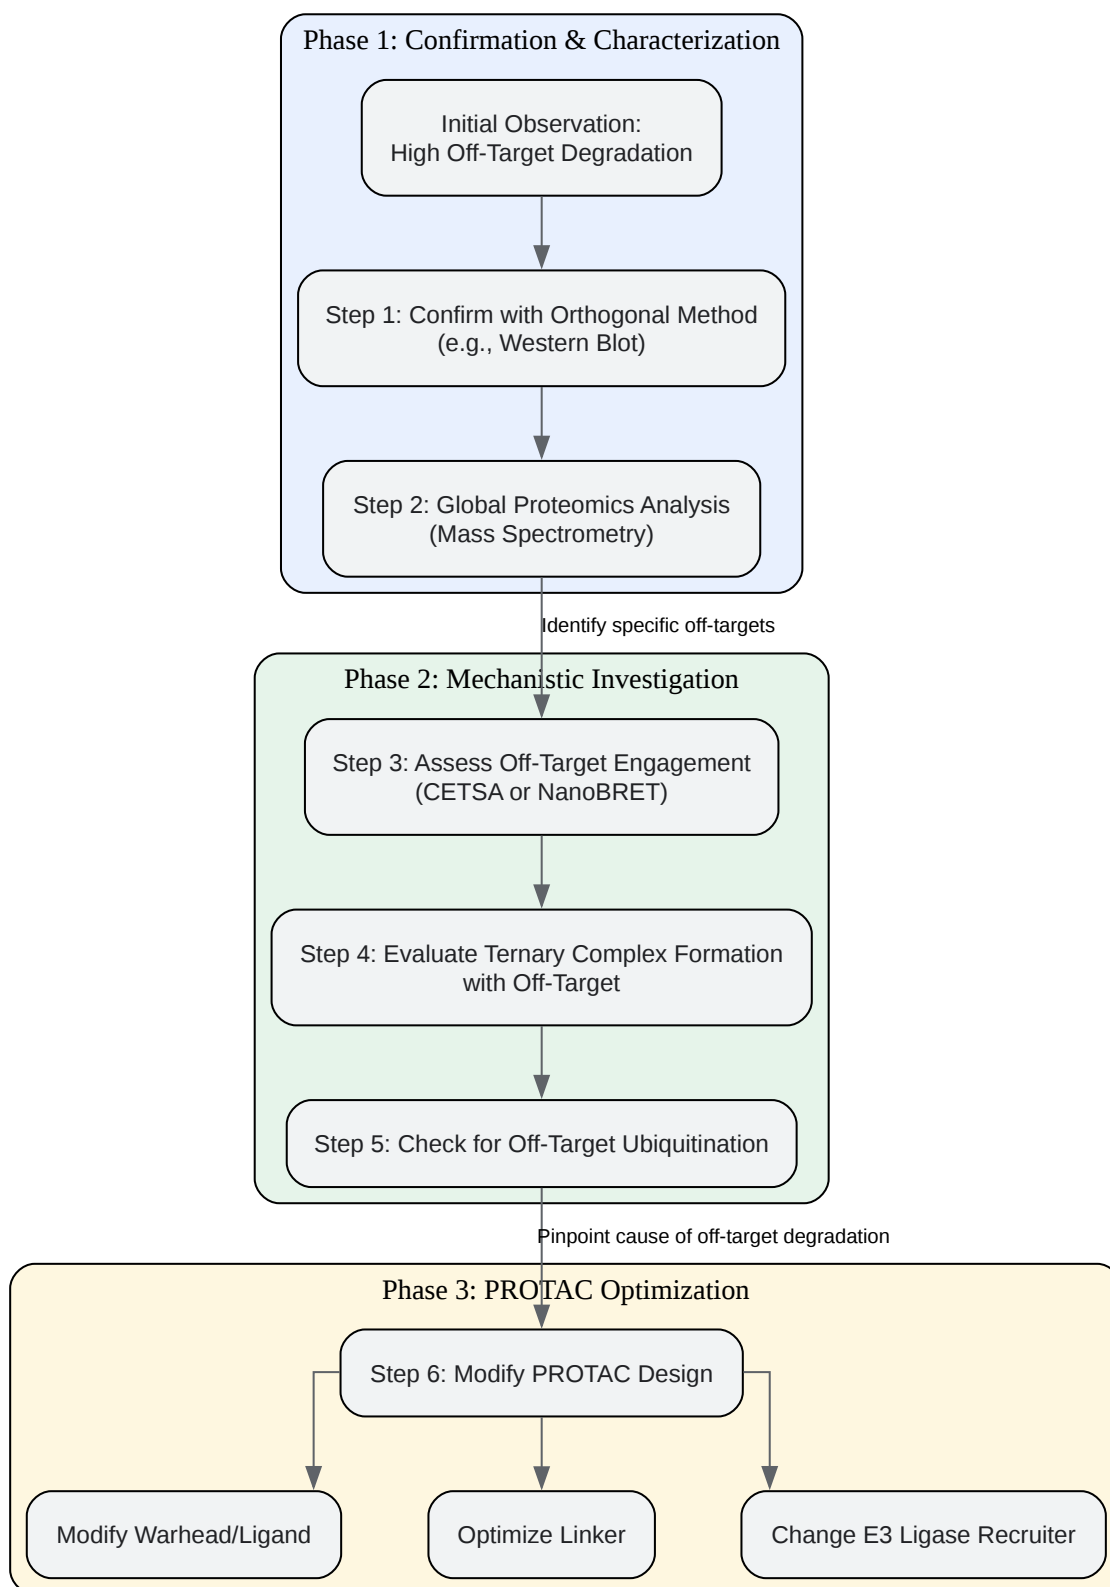 Phase 1: Confirmation & Characterization
Initial Observation:
High Off-Target Degradation
Step 1: Confirm with Orthogonal Method
(e.g., Western Blot)
Step 2: Global Proteomics Analysis
(Mass Spectrometry)
Identify specific off-targets
Phase 2: Mechanistic Investigation
Step 3: Assess Off-Target Engagement
(CETSA or NanoBRET)
Step 4: Evaluate Ternary Complex Formation
with Off-Target
Step 5: Check for Off-Target Ubiquitination
Pinpoint cause of off-target degradation
Phase 3: PROTAC Optimization
Step 6: Modify PROTAC Design
Modify Warhead/Ligand
Optimize Linker
Change E3 Ligase Recruiter